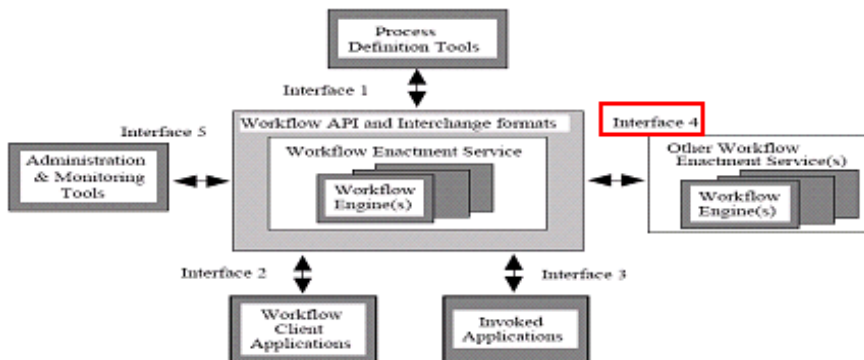 Process
Definition Tools
Interface 1
Workflow API and Interchange formats
Interface 4
Interface 5
Workflow Enactment Service
Other Workflow
Enactment Service(s)
Administration
& Monitoring
Tools
Workflow
Engine(s)
Workflow
Engine(s)
Interface 2
Interface 3
Workflow
Client
Applications
Invoked
Applications